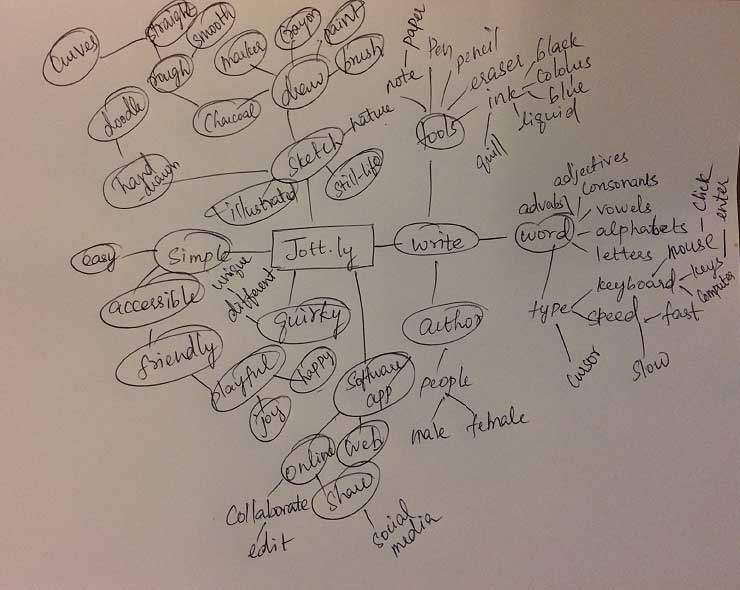 straight
smooth
curves
rough
marker
crayon
paint
brush
draw
charcoal
doodle
hand
-drawn
sketch
nature
illustrated
still-life
paper
note
pen
pencil
eraser
ink
black
colours
blue
liquid
quill
tools
easy
simple
Jott.ly
write
word
adjectives
advabs
consonants
vowels
alphabets
letters
click
enter
mouse
keys
computer
keyboard
type
speed
fast
slow
cursor
accessible
unique
different
quirky
friendly
playful
happy
joy
software
app
author
people
male
female
online
web
share
collaborate
edit
social
media